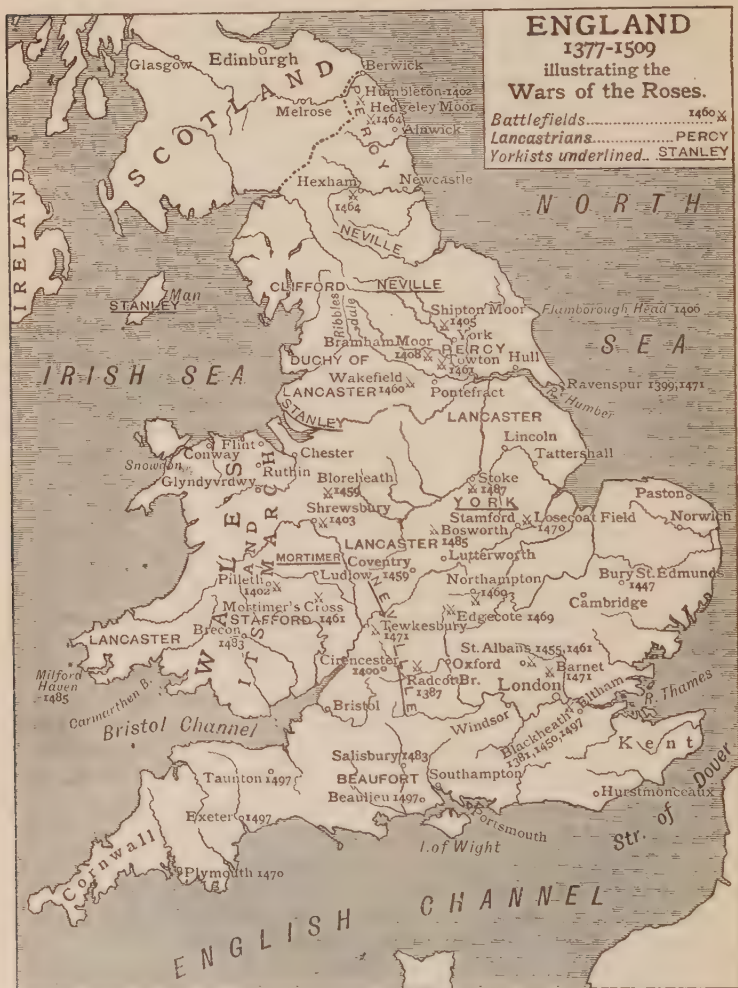 ENGLAND
1377-1509
illustrating the
Wars of the Roses.
Battlefields 1460
Lancastrians PERCY
Yorkists underlined STANLEY
Glasgow
Edinburgh
Berwick
SCOTLAND
Humbleton 1402
Melrose
Hedgeley Moor
1464
PERCY
Alnwick
Hexham
1464
Newcastle
NORTH
SEA
IRELAND
NEVILLE
CLIFFORD
NEVILLE
STANLEY
Man
Ribblesdale
Shipton Moor
1405
Flamborough Head 1406
York
Bramham Moor
1408
PERCY
Towton
1461
Hull
IRISH SEA
DUCHY OF
LANCASTER
Wakefield
1460
Pontefract
Ravenspur 1399,1471
R. Humber
STANLEY
LANCASTER
Lincoln
Tattershall
Flint
Conway
Chester
Snowdon
Ruthin
Glyndyvrdwy
Bloreheath
1459
Stoke
1487
YORK
Paston
Shrewsbury
1403
Stamford
Losecoat Field
1470
Norwich
Bosworth
1485
LANCASTER
WALES
AND
ITS
MARCH
MORTIMER
Coventry
1459
Lutterworth
Ludlow
Pilleth
1402
Northampton
Bury St. Edmunds
1447
Mortimer's Cross
1461
STAFFORD
Cambridge
Edgecote 1469
LANCASTER
Brecon
1483
Tewkesbury
1471
St. Albans 1455,1461
NEVILLE
Cirencester
1400
Oxford
Barnet
1471
Milford
Haven
1485
Radcot Br.
1387
London
R. Thames
Carmarthen B.
Bristol Channel
Bristol
Windsor
Blackheath
1381,1450,1497
Eltham
Kent
Salisbury 1483
Taunton 1497
BEAUFORT
Southampton
Dover
Beaulieu 1497
Hurstmonceaux
Exeter 1497
Portsmouth
Str. of
I. of Wight
Cornwall
Plymouth 1470
ENGLISH CHANNEL